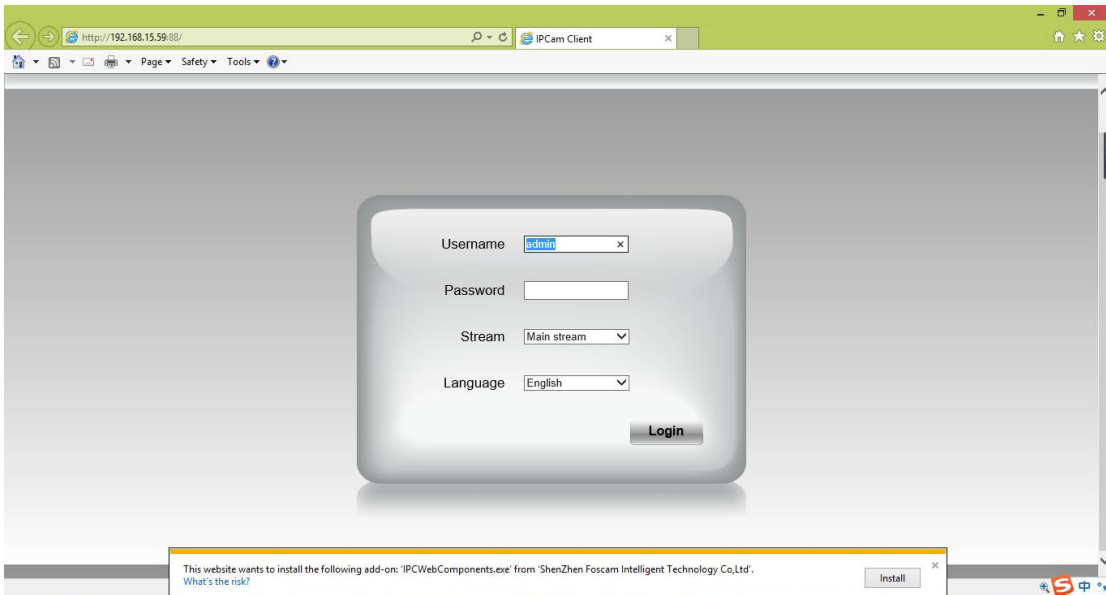 http://192.168.15.59:88/
IPCam Client
Page Safety Tools
Username admin
Password
Stream Main stream
Language English
Login
This website wants to install the following add-on: 'IPCWebComponents.exe' from 'ShenZhen Foscam Intelligent Technology Co,Ltd'.
What's the risk?
Install
S 中